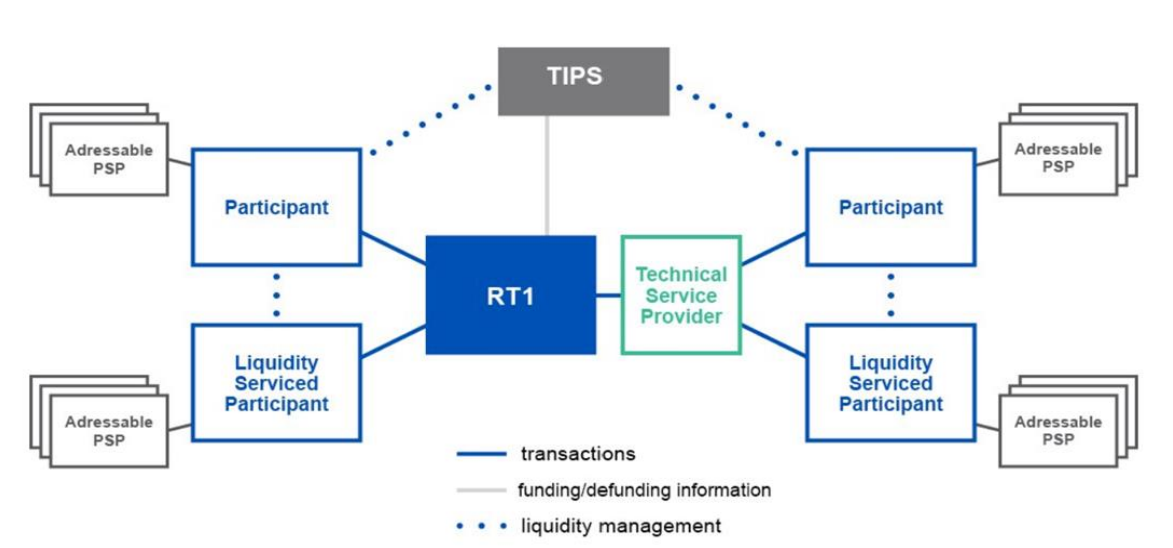 TIPS
Adressable
PSP
Participant
Participant
Adressable
PSP
RT1
Technical
Service
Provider
Liquidity
Serviced
Participant
Liquidity
Serviced
Participant
Adressable
PSP
Adressable
PSP
transactions
funding/defunding information
liquidity management